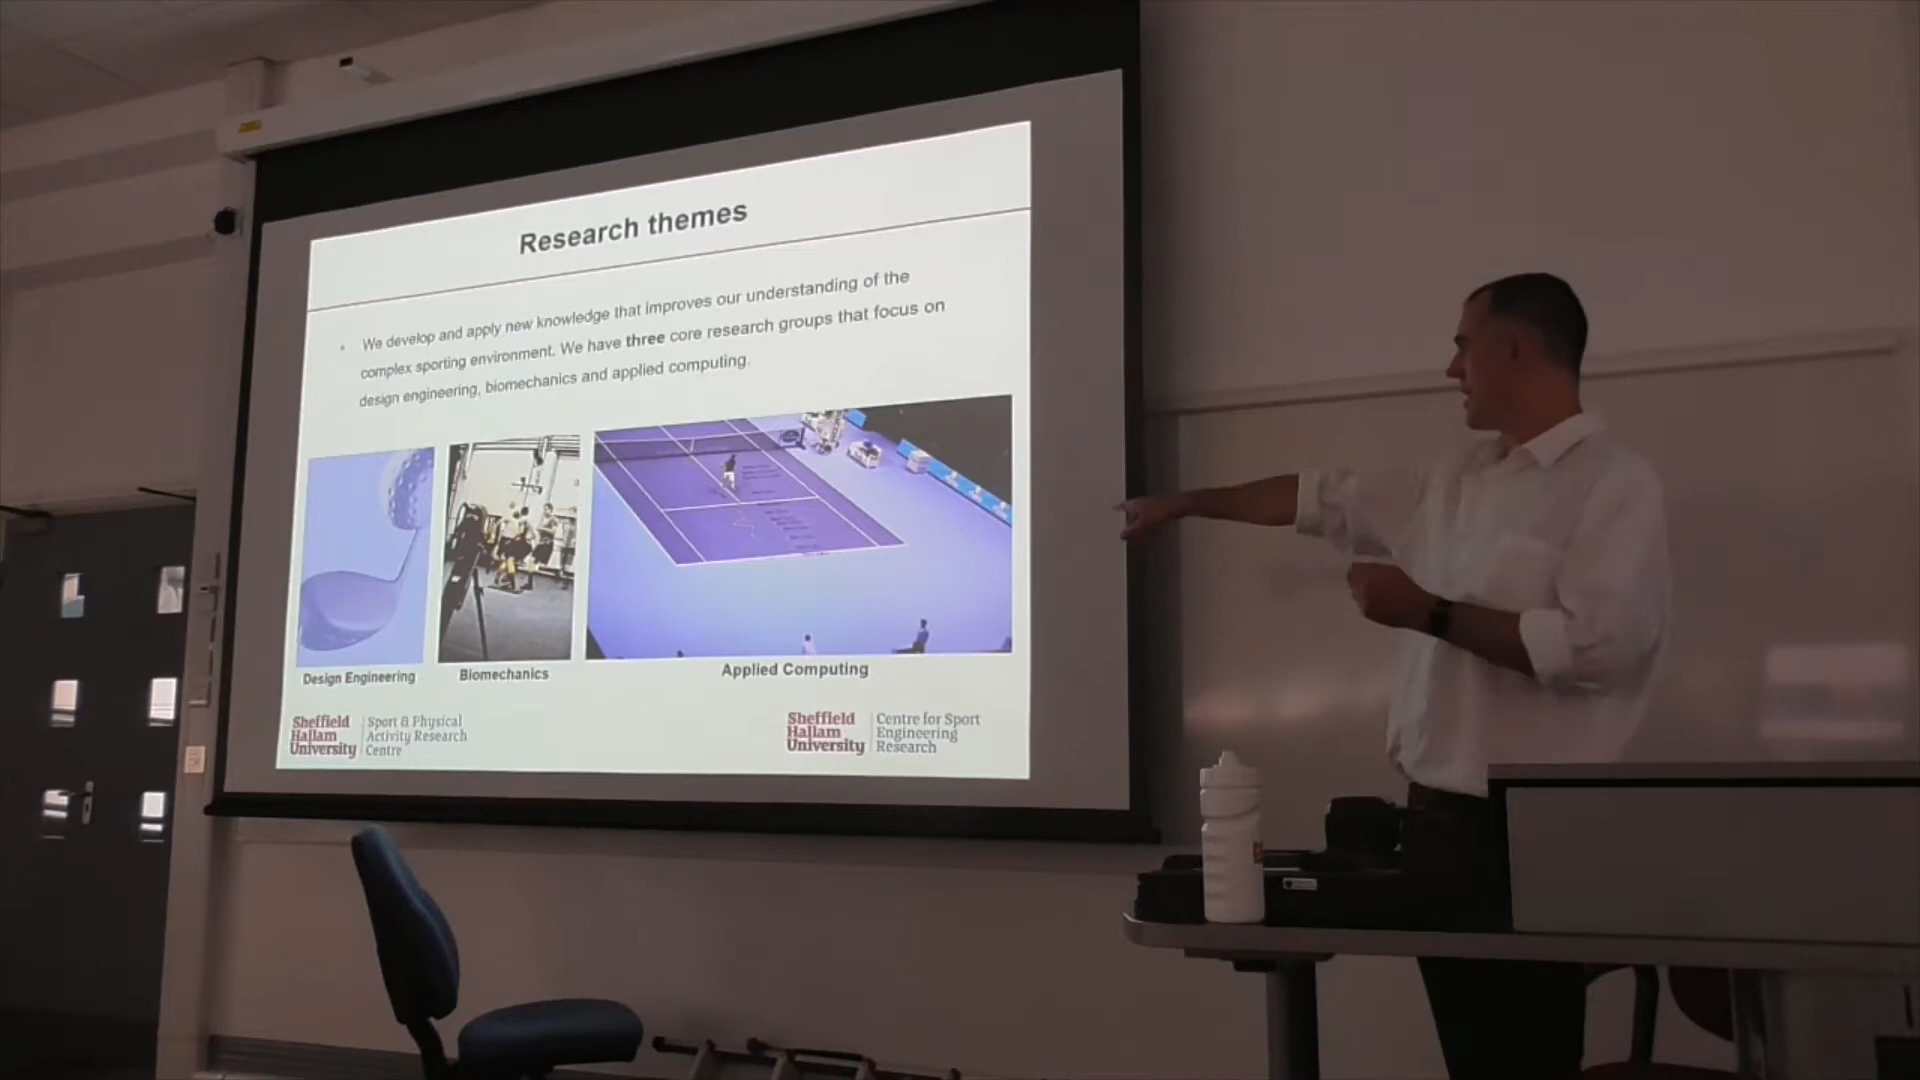 Research themes
• We develop and apply new knowledge that improves our understanding of the
complex sporting environment. We have three core research groups that focus on
design engineering, biomechanics and applied computing.
Design Engineering
Biomechanics
Applied Computing
Sheffield
Hallam
University
Sport & Physical
Activity Research
Centre
Sheffield
Hallam
University
Centre for Sport
Engineering
Research